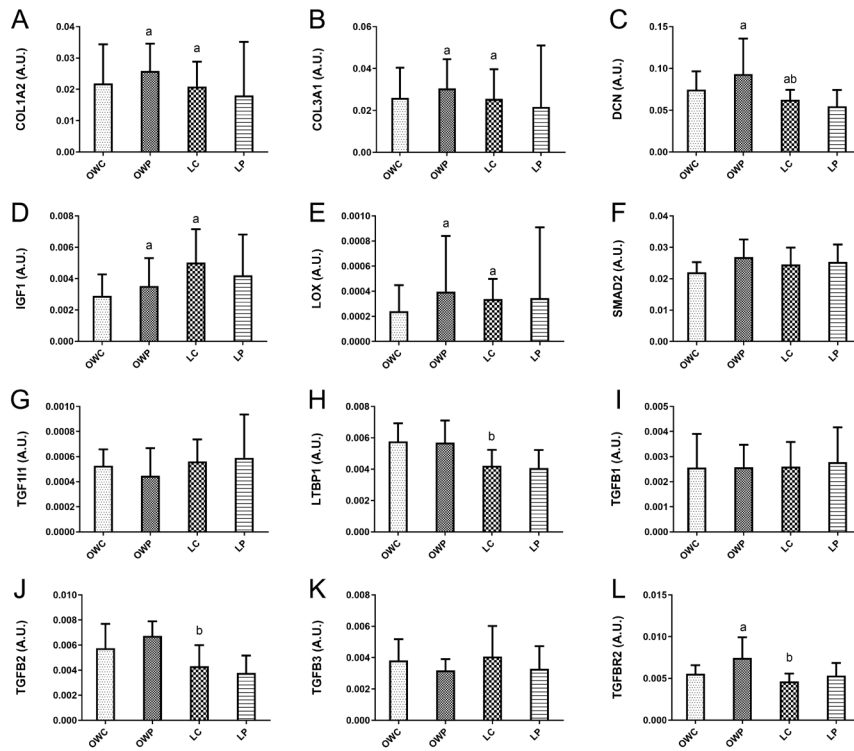 A
COL1A2 (A.U.)
0.04
0.03
0.02
0.01
0.00
a
a
OWC
OWP
LC
LP
B
COL3A1 (A.U.)
0.06
0.04
0.02
0.00
a
a
OWC
OWP
LC
LP
C
DCN (A.U.)
0.15
0.10
0.05
0.00
a
ab
OWC
OWP
LC
LP
D
IGF1 (A.U.)
0.008
0.006
0.004
0.002
0.000
a
a
OWC
OWP
LC
LP
E
LOX (A.U.)
0.0010
0.0008
0.0006
0.0004
0.0002
0.0000
a
a
OWC
OWP
LC
LP
F
SMAD2 (A.U.)
0.04
0.03
0.02
0.01
0.00
OWC
OWP
LC
LP
G
TGF1I1 (A.U.)
0.0010
0.0008
0.0006
0.0004
0.0002
0.0000
OWC
OWP
LC
LP
H
LTBP1 (A.U.)
0.008
0.006
0.004
0.002
0.000
b
OWC
OWP
LC
LP
I
TGFB1 (A.U.)
0.005
0.004
0.003
0.002
0.001
0.000
OWC
OWP
LC
LP
J
TGFB2 (A.U.)
0.010
0.008
0.006
0.004
0.002
0.000
b
OWC
OWP
LC
LP
K
TGFB3 (A.U.)
0.008
0.006
0.004
0.002
0.000
OWC
OWP
LC
LP
L
TGFBR2 (A.U.)
0.015
0.010
0.005
0.000
a
b
OWC
OWP
LC
LP